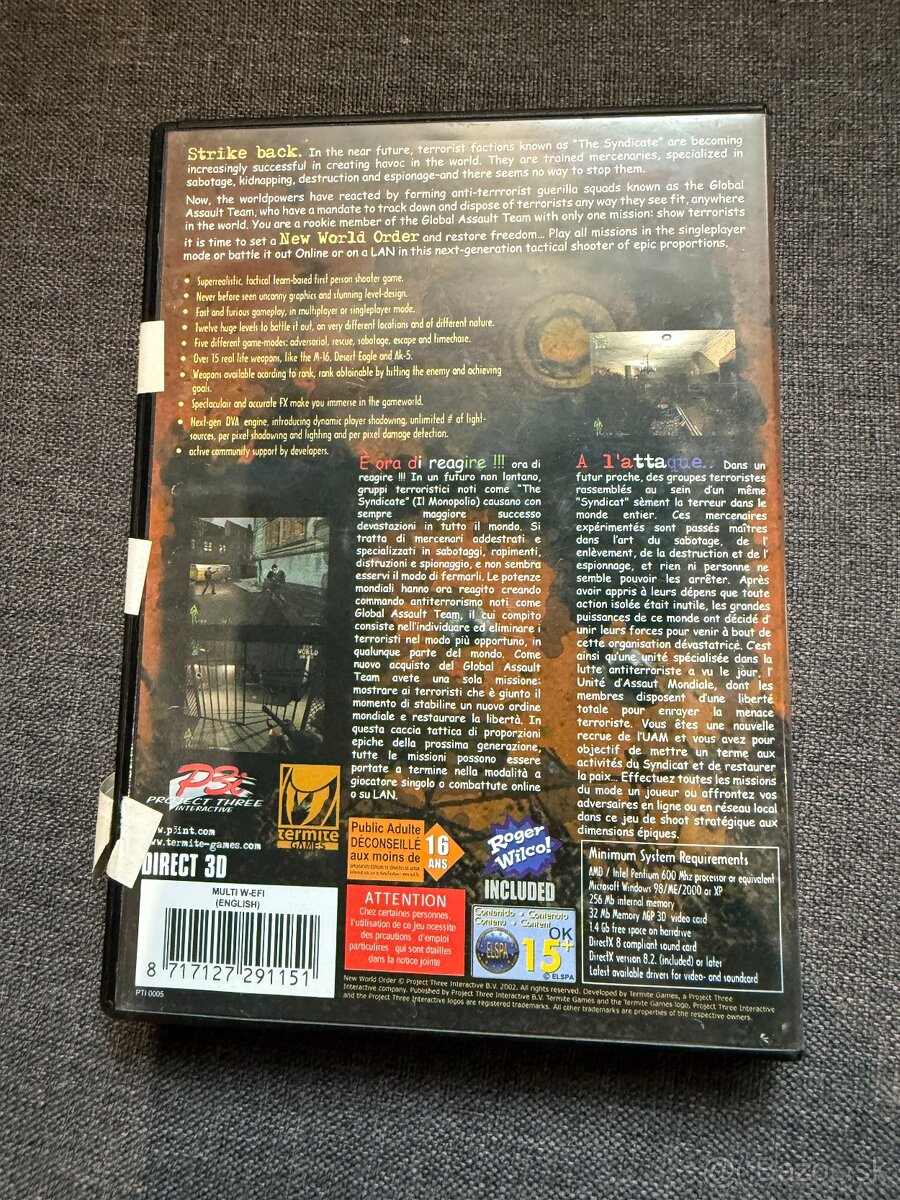 Strike back. In the near future, terrorist factions known as "The Syndicate" are becoming
increasingly successful in creating havoc in the world. They are trained mercenaries, specialized in
sabotage, kidnapping, destruction and espionage-and there seems no way to stop them.
Now, the worldpowers have reacted by forming anti-terrrorist guerilla squads known as the Global
Assault Team, who have a mandate to track down and dispose of terrorists any way they see fit, anywhere
in the world. You are a rookie member of the Global Assault Team with only one mission: show terrorists
it is time to set a New World Order and restore freedom... Play all missions in the singleplayer
mode or battle it out Online or on a LAN in this next-generation tactical shooter of epic proportions.
• Superrealistic, tactical team-based first person shooter game.
• Never before seen uncanny graphics and stunning level-design.
• Fast and furious gameplay, in multiplayer or singleplayer mode.
• Twelve huge levels to battle it out, on very different locations and of different nature.
• Five different game-modes: adversarial, rescue, sabotage, escape and timechase.
• Over 15 real life weapons, like the M-16, Desert Eagle and Ak-5.
• Weapons available acording to rank, rank obtainable by hitting the enemy and achieving
goals.
• Spectaculair and accurate FX make you immerse in the gameworld.
• Next-gen DVA engine, introducing dynamic player shadowing, unlimited # of light-
sources, per pixel shadowing and lighting and per pixel damage detection.
• active community support by developers.
È ora di reagire !!! ora di
reagire !!! In un futuro non lontano,
gruppi terroristici noti come "The
Syndicate" (Il Monopolio) causano con
sempre maggiore successo
devastazioni in tutto il mondo. Si
tratta di mercenari addestrati e
specializzati in sabotaggi, rapimenti,
distruzioni e spionaggio, e non sembra
esservi il modo di fermarli. Le potenze
mondiali hanno ora reagito creando
commando antiterrorismo noti come
Global Assault Team, il cui compito
consiste nell'individuare ed eliminare i
terroristi nel modo più opportuno, in
qualunque parte del mondo. Come
nuovo acquisto del Global Assault
Team avete una sola missione:
mostrare ai terroristi che è giunto il
momento di stabilire un nuovo ordine
mondiale e restaurare la libertà. In
questa caccia tattica di proporzioni
epiche della prossima generazione
tutte le missioni possono essere
portate a termine nella modalità a
giocatore singolo o combattute online
o su LAN.
A l'attaque.. Dans un
futur proche, des groupes terroristes
rassemblés au sein d'un même
"Syndicat" sèment la terreur dans le
monde entier. Ces mercenaires
expérimentés sont passés maîtres
dans l'art du sabotage, de l'
enlèvement, de la destruction et de l'
espionnage, et rien ni personne ne
semble pouvoir les arrêter. Après
avoir appris à leurs dépens que toute
action isolée était inutile, les grandes
puissances de ce monde ont décidé d'
unir leurs forces pour venir à bout de
cette organisation dévastratrice. C'est
ainsi qu'une unité spécialisée dans la
lutte antiterroriste a vu le jour, l'
Unité d'Assaut Mondiale, dont les
membres disposent d'une liberté
totale pour enrayer la menace
terroriste. Vous êtes une nouvelle
recrue de l'UAM et vous avez pour
objectif de mettre un terme aux
activités du Syndicat et de restaurer
la paix... Effectuez toutes les missions
du mode un joueur ou affrontez vos
adversaires en ligne ou en réseau local
dans ce jeu de shoot stratégique aux
dimensions épiques.
P3i
PROJECT THREE
INTERACTIVE
termite
GAMES
w.p3int.com
www.termite-games.com
DIRECT 3D
MULTI W-EFI
(ENGLISH)
8 717127 291151
PTI 0005
Public Adulte
DÉCONSEILLÉ
aux moins de
16
ANS
ATTENTION
Chez certaines personnes,
l'utilisation de ce jeu necessite
des prcautions d'emploi
particulieres qui sont dtailles
dans la notice jointe
Roger
Wilco!
INCLUDED
Contenido • Contenuto
ELSPA
OK
15+
© ELSPA
Minimum System Requirements
AMD / Intel Pentium 600 Mhz processor or equivalent
Microsoft Windows 98/ME/2000 or XP
256 Mb internal memory
32 Mb Memory AGP 3D video card
1.4 Gb free space on harddrive
DirectX 8 compliant sound card
DirectX version 8.2. (included) or later
Latest available drivers for video- and soundcard
New World Order © Project Three Interactive B.V. 2002. All rights reserved. Developed by Termite Games, a Project Three
Interactive company. Published by Project Three Interactive B.V. Termite Games and the Termite Games logo, Project Three Interactive
and the Project Three Interactive logos are registered trademarks. All other trademarks are properties of the respective owners.
Bazos.sk